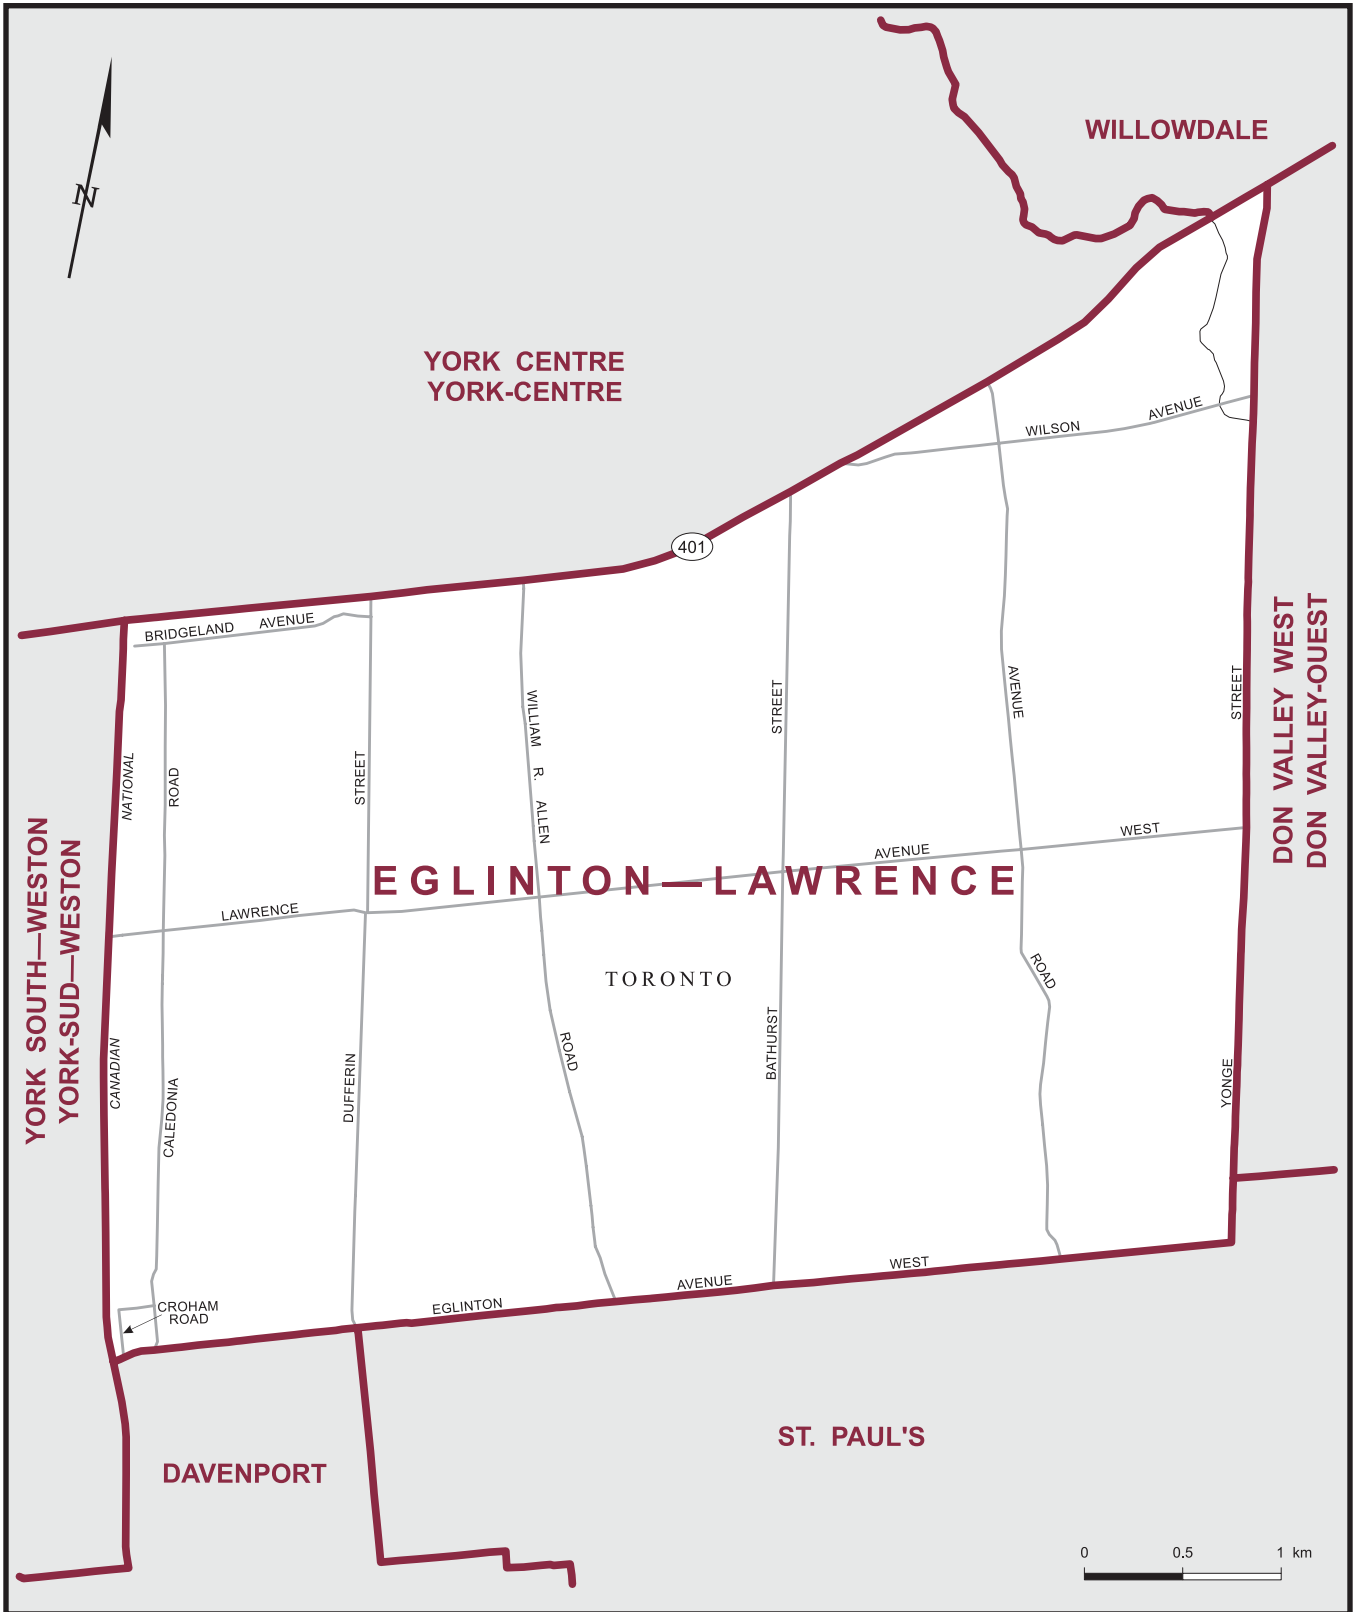 N
WILLOWDALE
YORK CENTRE
YORK-CENTRE
WILSON AVENUE
401
BRIDGELAND AVENUE
NATIONAL
ROAD
STREET
WILLIAM R. ALLEN
STREET
AVENUE
STREET
DON VALLEY WEST
DON VALLEY-OUEST
YORK SOUTH—WESTON
YORK-SUD—WESTON
LAWRENCE AVENUE WEST
EGLINTON—LAWRENCE
TORONTO
CANADIAN
CALEDONIA
DUFFERIN
ROAD
BATHURST
ROAD
YONGE
CROHAM
ROAD
EGLINTON AVENUE WEST
DAVENPORT
ST. PAUL'S
0 0.5 1 km